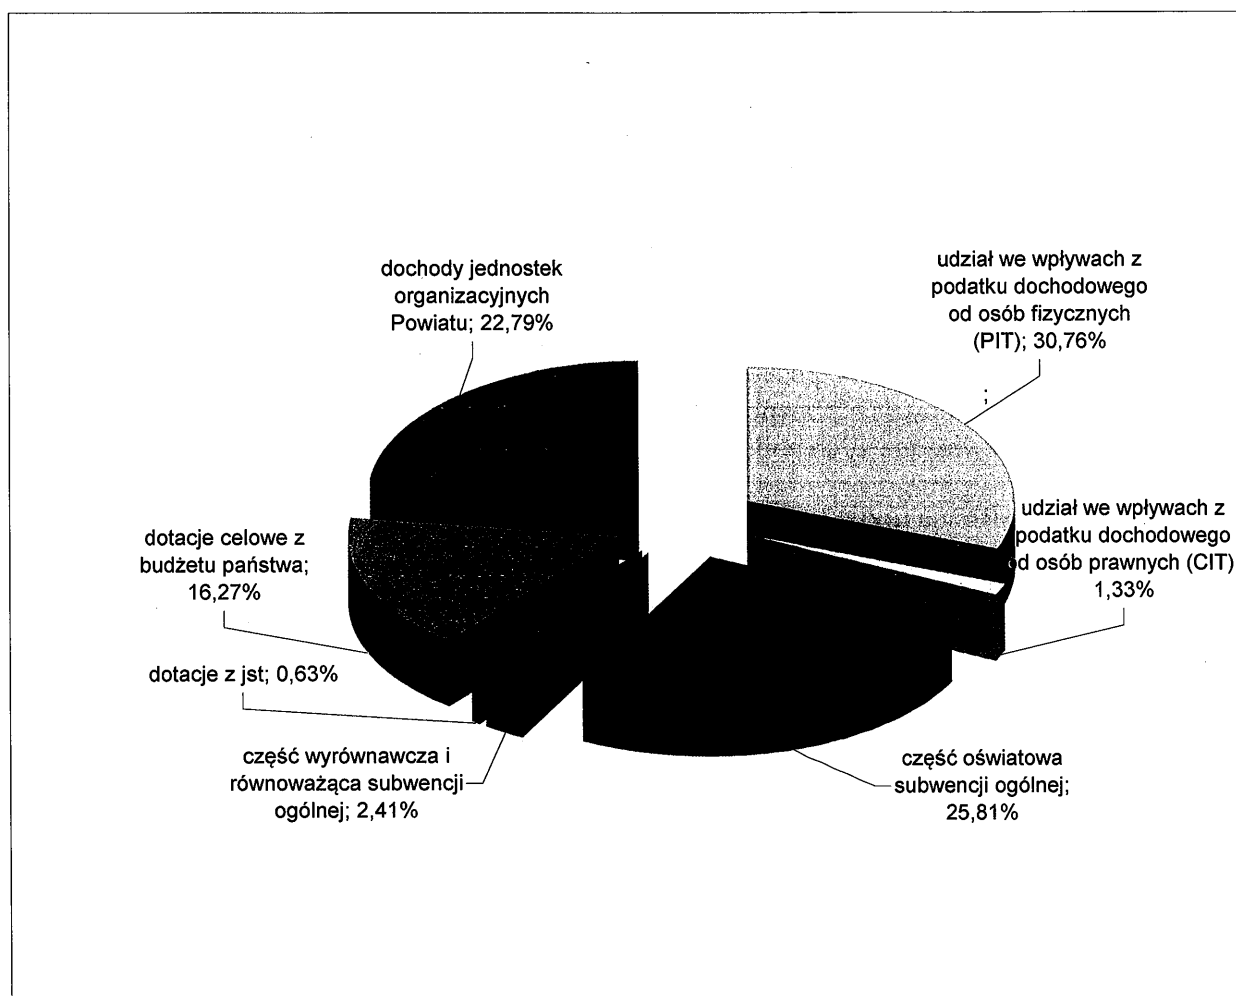 dochody jednostek
organizacyjnych
Powiatu; 22,79%
udział we wpływach z
podatku dochodowego
od osób fizycznych
(PIT); 30,76%
;
udział we wpływach z
podatku dochodowego
od osób prawnych (CIT)
1,33%
dotacje celowe z
budżetu państwa;
16,27%
dotacje z jst; 0,63%
część wyrównawcza i
równoważąca subwencji
ogólnej; 2,41%
część oświatowa
subwencji ogólnej;
25,81%